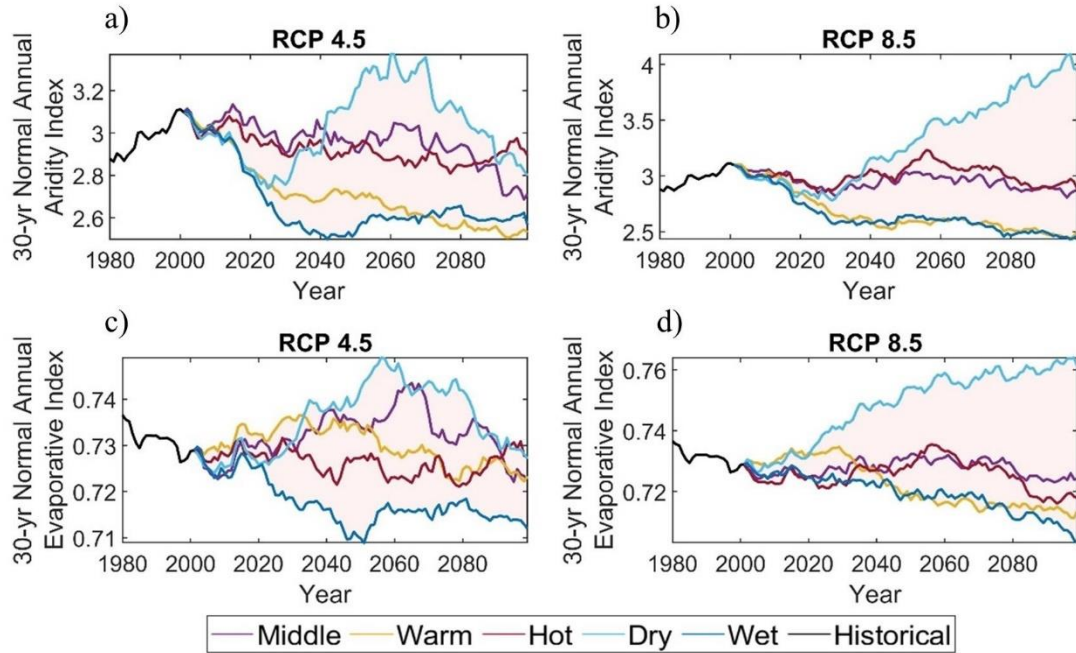 a)
RCP 4.5
30-yr Normal Annual
Aridity Index
3.2
3
2.8
2.6
1980 2000 2020 2040 2060 2080
Year
b)
RCP 8.5
30-yr Normal Annual
Aridity Index
4
3.5
3
2.5
1980 2000 2020 2040 2060 2080
Year
c)
RCP 4.5
30-yr Normal Annual
Evaporative Index
0.74
0.73
0.72
0.71
1980 2000 2020 2040 2060 2080
Year
d)
RCP 8.5
30-yr Normal Annual
Evaporative Index
0.76
0.74
0.72
1980 2000 2020 2040 2060 2080
Year
Middle Warm Hot Dry Wet Historical